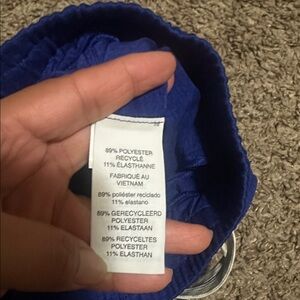 89% POLYESTER
RECYCLÉ
11% ÉLASTHANNE
FABRIQUÉ AU
VIETNAM
89% poliéster reciclado
11% elastano
89% GERECYCLEERD
POLYESTER
11% ELASTAAN
89% RECYCELTES
POLYESTER
11% ELASTHAN